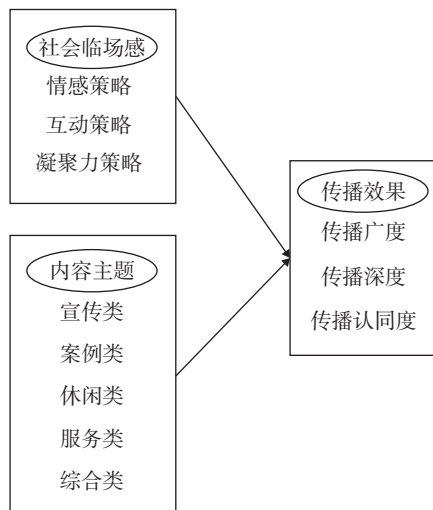 社会临场感
情感策略
互动策略
凝聚力策略
内容主题
宣传类
案例类
休闲类
服务类
综合类
传播效果
传播广度
传播深度
传播认同度